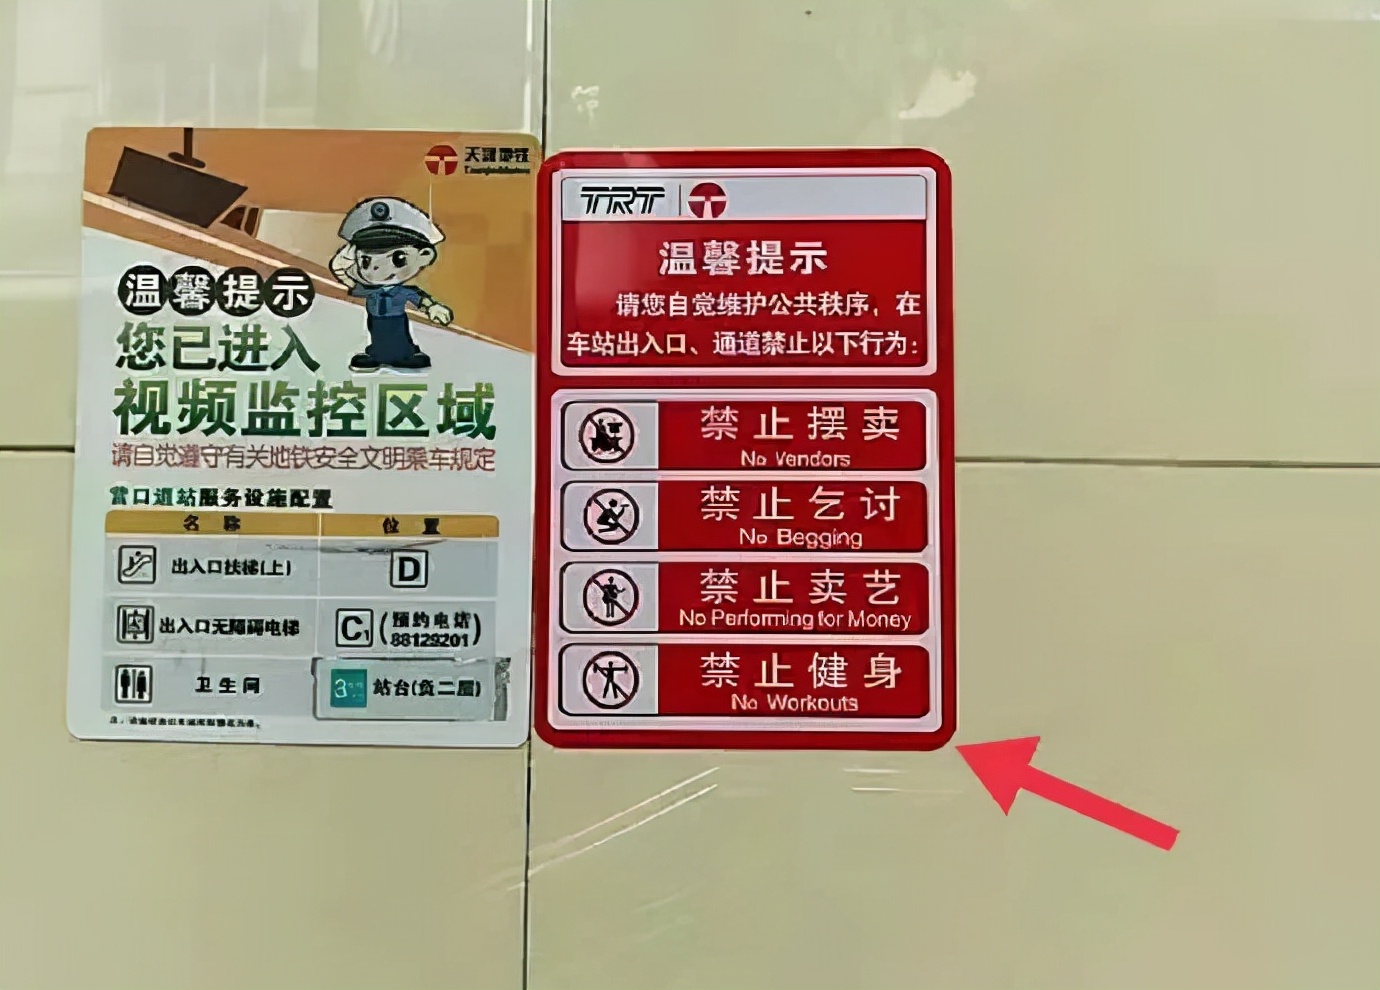 天津地铁
温馨提示
您已进入
视频监控区域
请自觉遵守有关地铁安全文明乘车规定
营口道站服务设施配置
名 称 位 置
出入口扶梯(上) D
出入口无障碍电梯 C1 (预约电话 88129201)
卫生间 3 站台(负二层)
TRT
温馨提示
请您自觉维护公共秩序，在
车站出入口、通道禁止以下行为：
禁止摆卖
No Vendors
禁止乞讨
No Begging
禁止卖艺
No Performing for Money
禁止健身
No Workouts